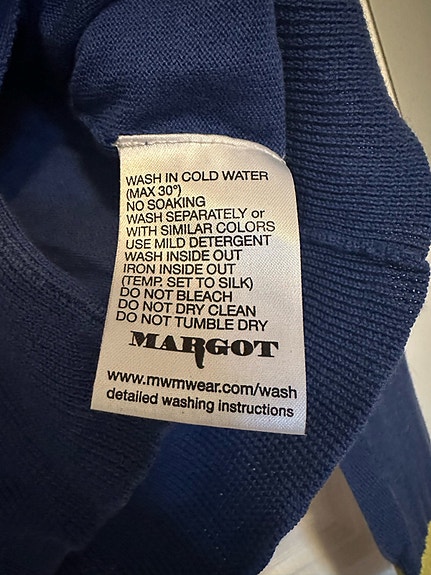 WASH IN COLD WATER
(MAX 30°)
NO SOAKING
WASH SEPARATELY or
WITH SIMILAR COLORS
USE MILD DETERGENT
WASH INSIDE OUT
IRON INSIDE OUT
(TEMP. SET TO SILK)
DO NOT BLEACH
DO NOT DRY CLEAN
DO NOT TUMBLE DRY
MARGOT
www.mwmwear.com/wash
detailed washing instructions